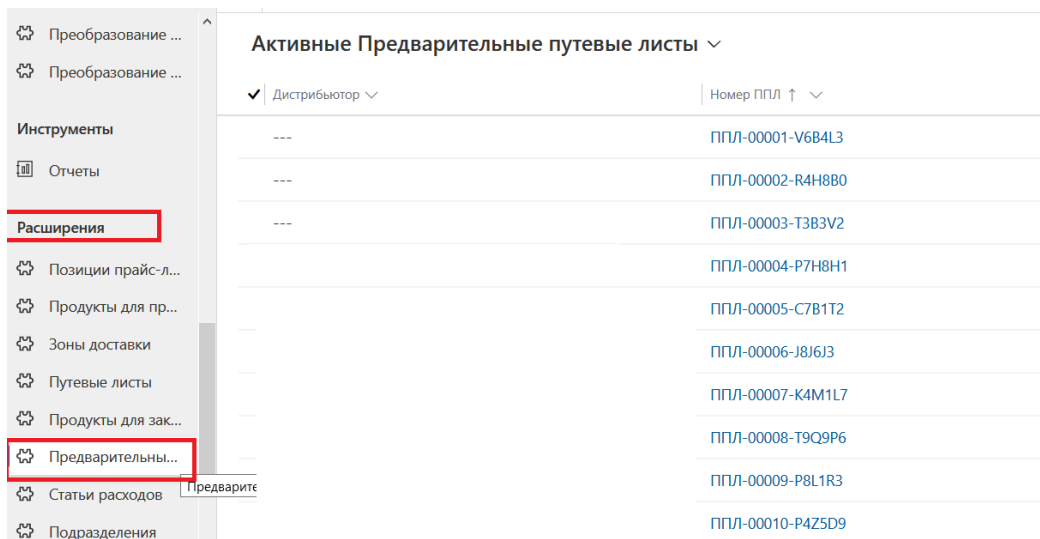 Преобразование ...
Преобразование ...
Инструменты
Отчеты
Расширения
Позиции прайс-л...
Продукты для пр...
Зоны доставки
Путевые листы
Продукты для зак...
Предварительны...
Предварите
Статьи расходов
Подразделения
Активные Предварительные путевые листы
Дистрибьютор Номер ППЛ ↑
--- ППЛ-00001-V6B4L3
--- ППЛ-00002-R4H8B0
--- ППЛ-00003-T3B3V2
ППЛ-00004-P7H8H1
ППЛ-00005-C7B1T2
ППЛ-00006-J8J6J3
ППЛ-00007-K4M1L7
ППЛ-00008-T9Q9P6
ППЛ-00009-P8L1R3
ППЛ-00010-P4Z5D9